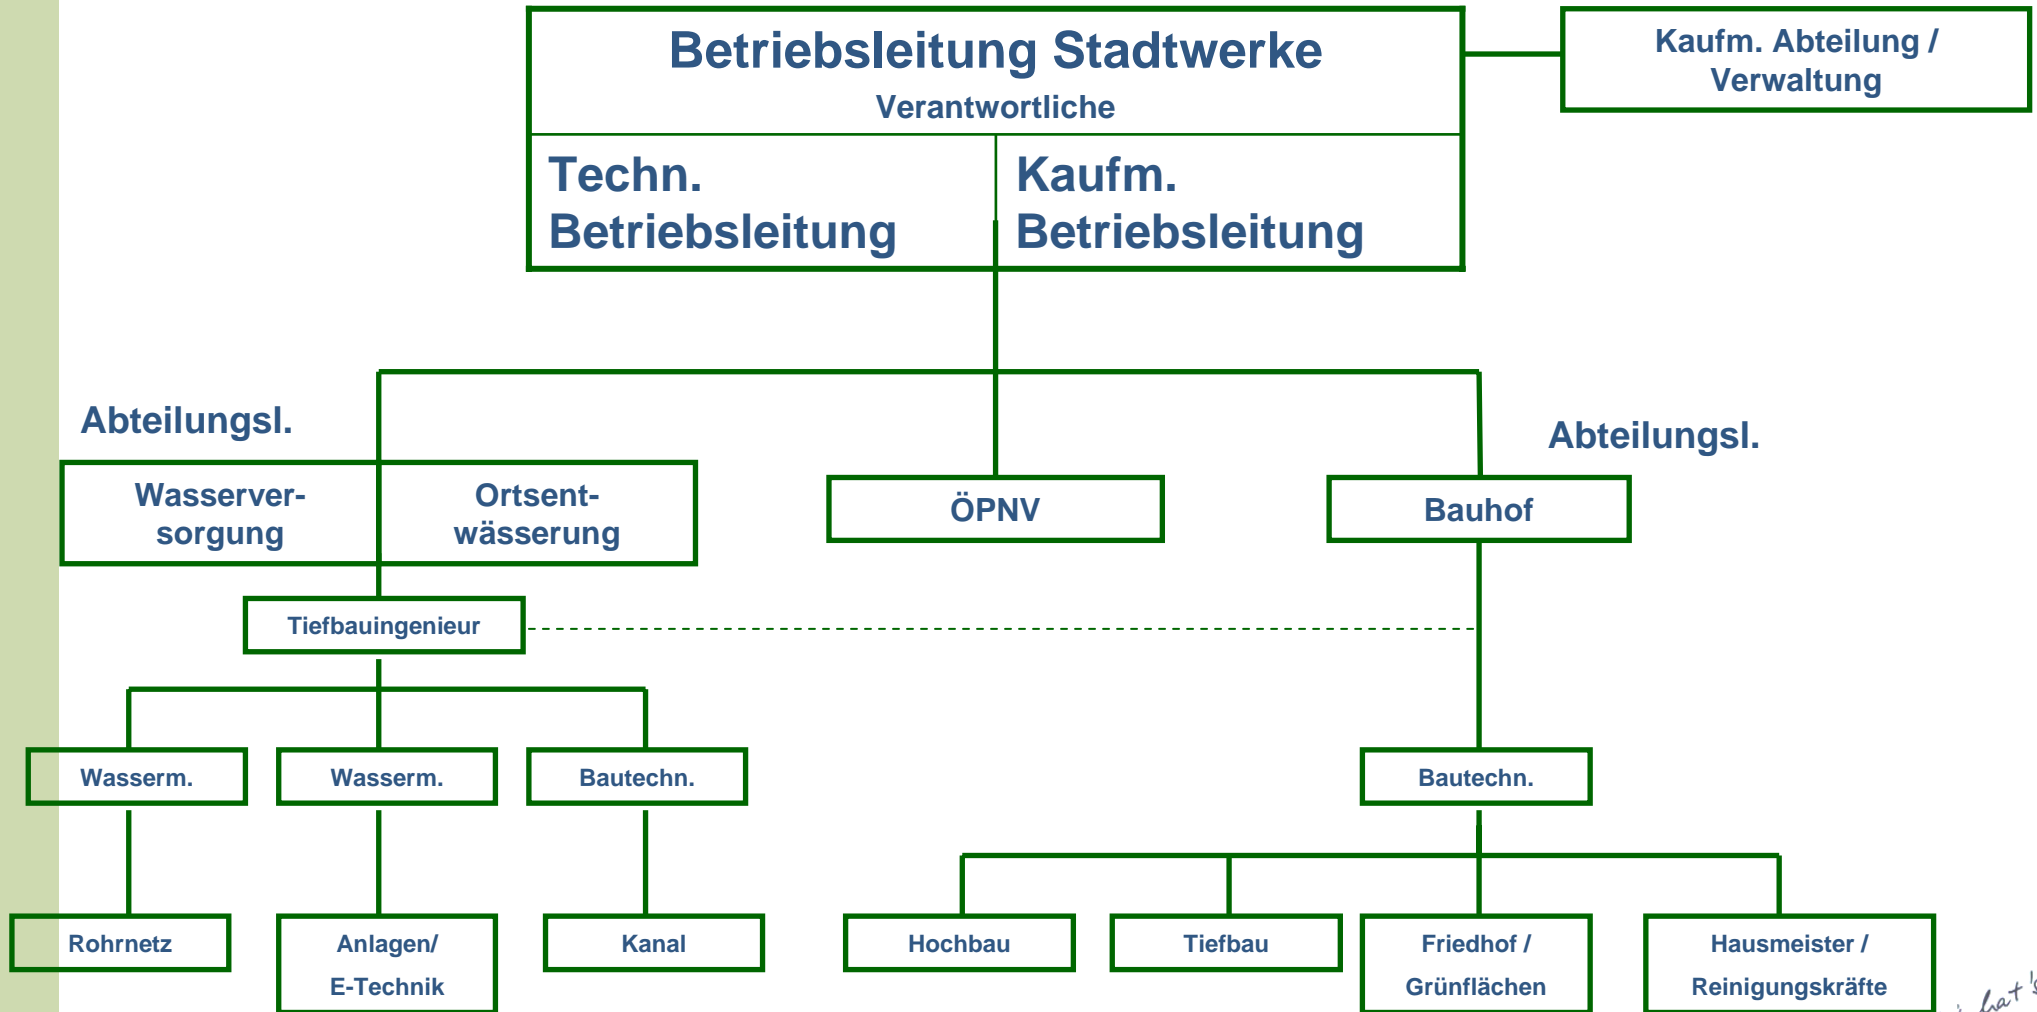 Betriebsleitung Stadtwerke
Verantwortliche
Techn.
Betriebsleitung
Kaufm.
Betriebsleitung
Kaufm. Abteilung /
Verwaltung
Abteilungsl.
Abteilungsl.
Wasserver-
sorgung
Ortsent-
wässerung
ÖPNV
Bauhof
Tiefbauingenieur
Wasserm.
Wasserm.
Bautechn.
Bautechn.
Rohrnetz
Anlagen/
E-Technik
Kanal
Hochbau
Tiefbau
Friedhof /
Grünflächen
Hausmeister /
Reinigungskräfte
hat's